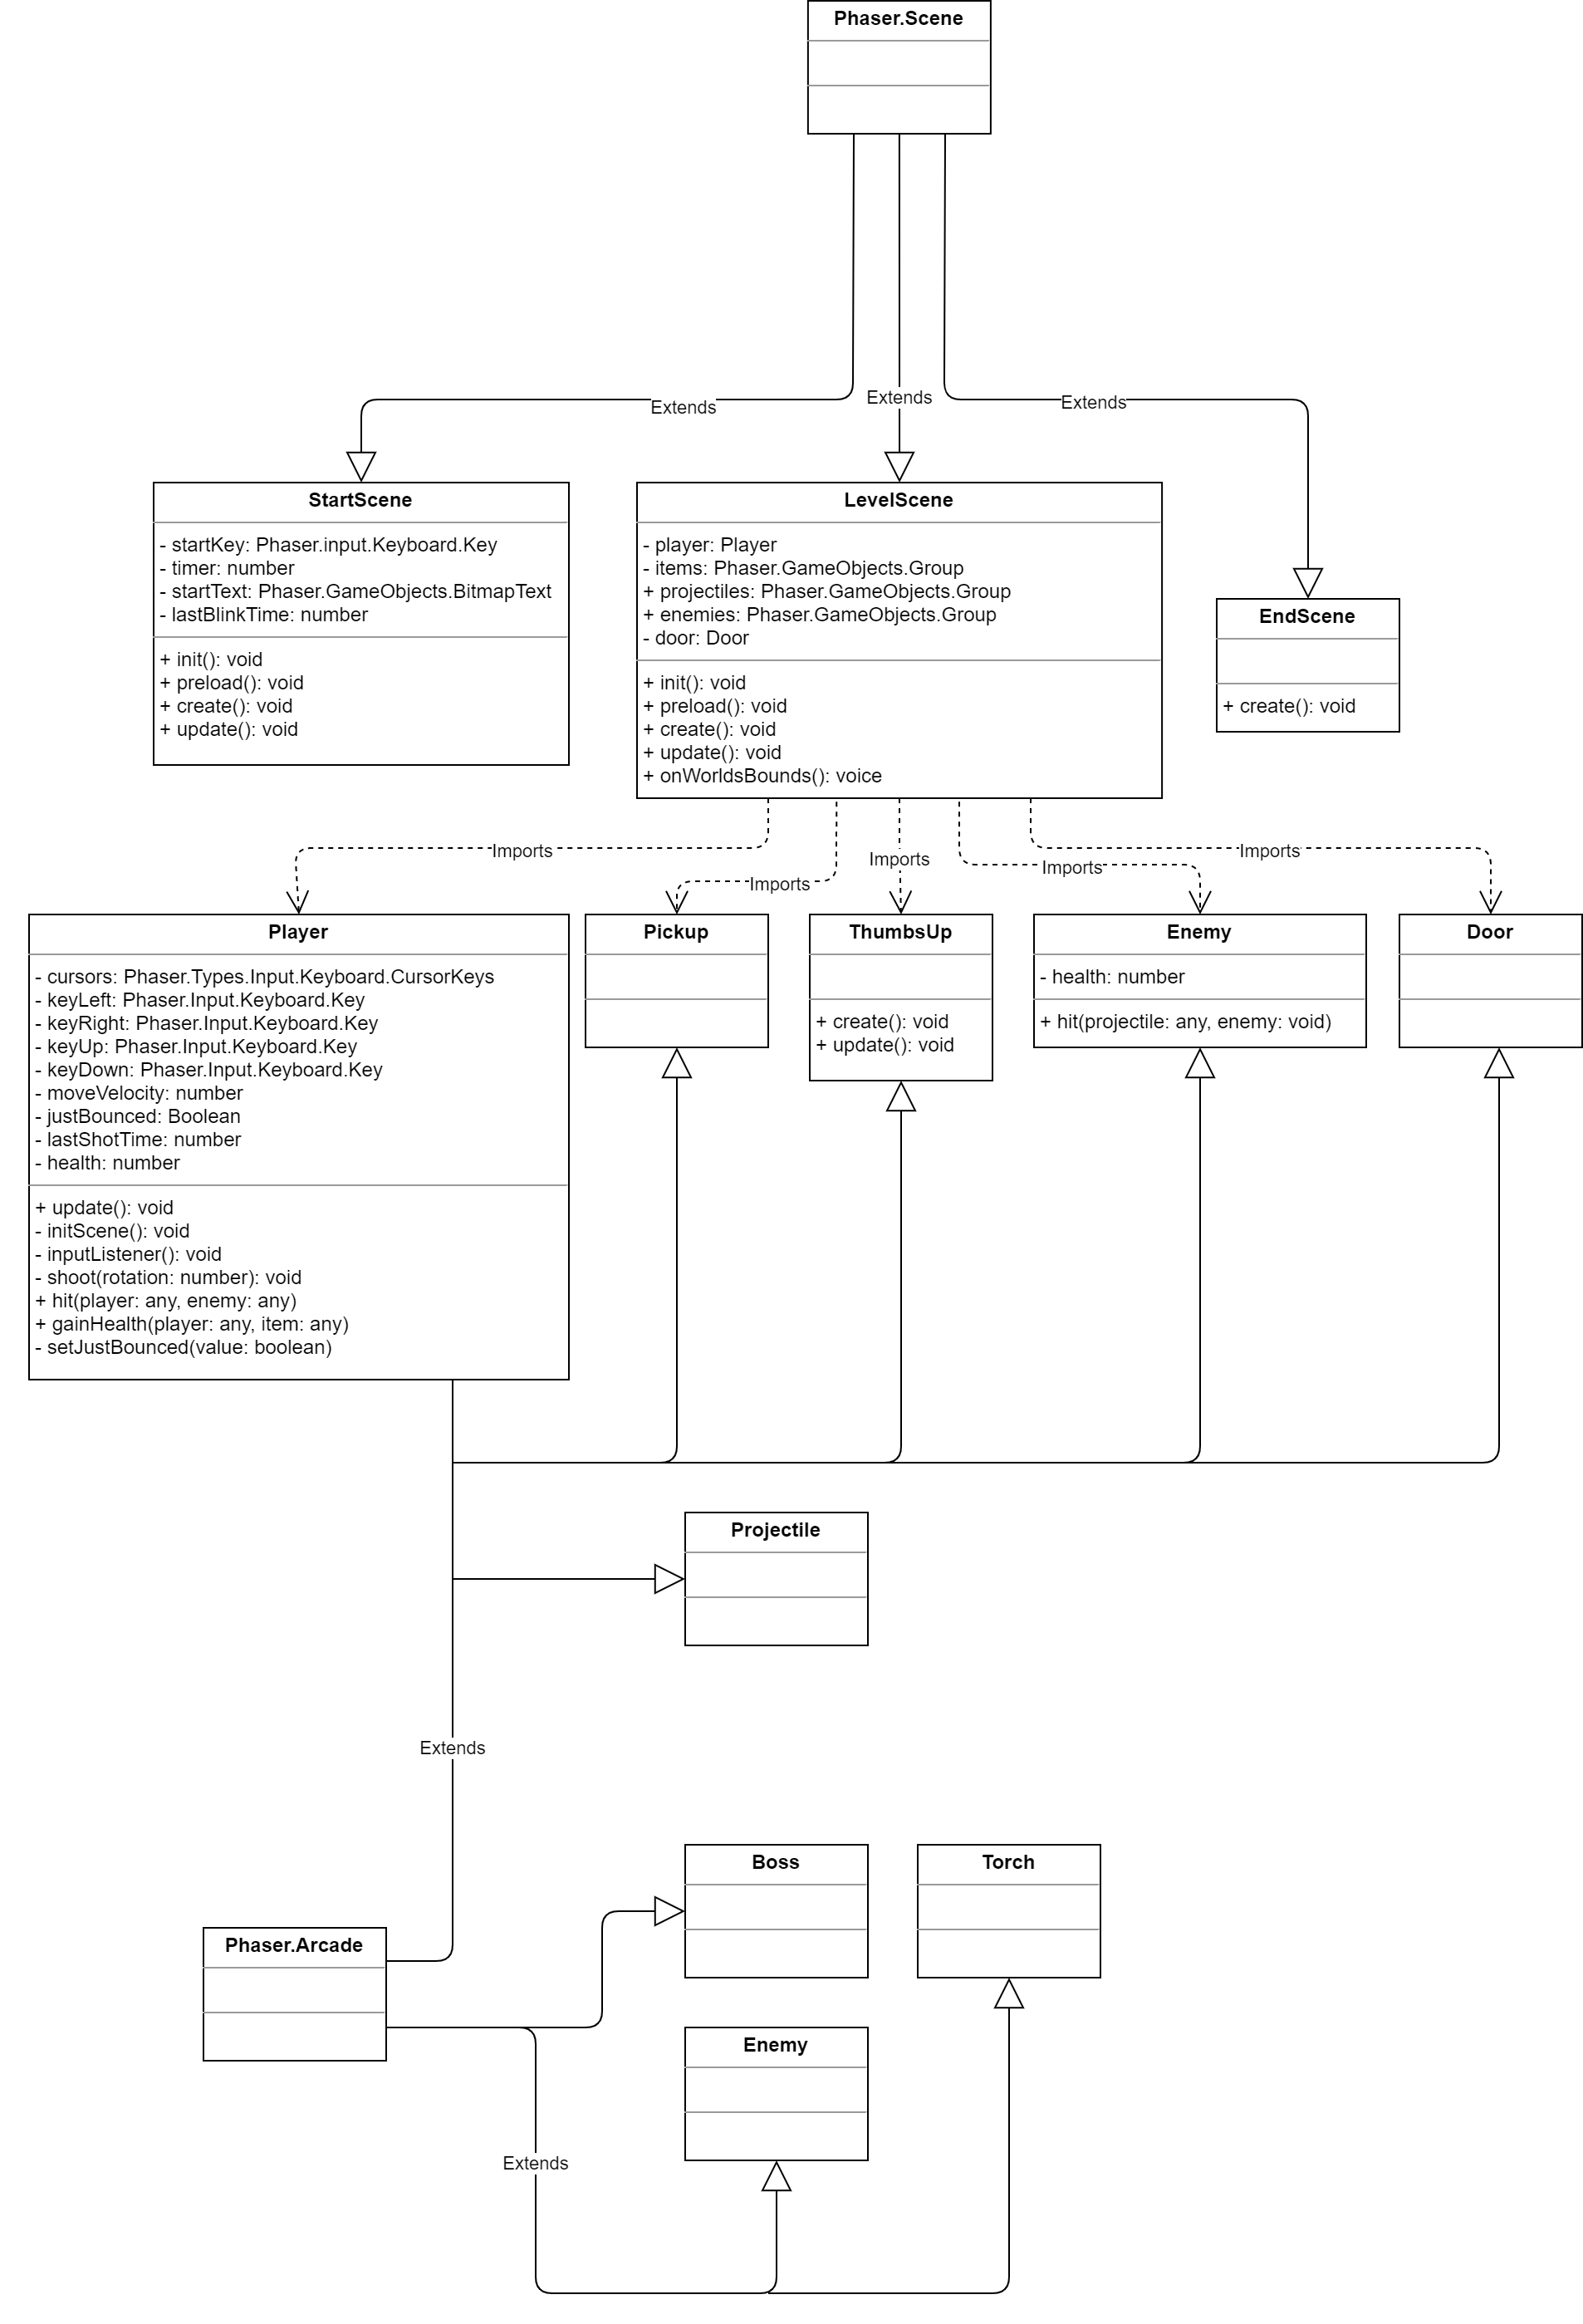 Phaser.Scene
Extends
Extends
Extends
StartScene
- startKey: Phaser.input.Keyboard.Key
- timer: number
- startText: Phaser.GameObjects.BitmapText
- lastBlinkTime: number
+ init(): void
+ preload(): void
+ create(): void
+ update(): void
LevelScene
- player: Player
- items: Phaser.GameObjects.Group
+ projectiles: Phaser.GameObjects.Group
+ enemies: Phaser.GameObjects.Group
- door: Door
+ init(): void
+ preload(): void
+ create(): void
+ update(): void
+ onWorldsBounds(): voice
EndScene
+ create(): void
Imports
Imports
Imports
Imports
Imports
Player
- cursors: Phaser.Types.Input.Keyboard.CursorKeys
- keyLeft: Phaser.Input.Keyboard.Key
- keyRight: Phaser.Input.Keyboard.Key
- keyUp: Phaser.Input.Keyboard.Key
- keyDown: Phaser.Input.Keyboard.Key
- moveVelocity: number
- justBounced: Boolean
- lastShotTime: number
- health: number
+ update(): void
- initScene(): void
- inputListener(): void
- shoot(rotation: number): void
+ hit(player: any, enemy: any)
+ gainHealth(player: any, item: any)
- setJustBounced(value: boolean)
Pickup
ThumbsUp
+ create(): void
+ update(): void
Enemy
- health: number
+ hit(projectile: any, enemy: void)
Door
Projectile
Extends
Boss
Torch
Phaser.Arcade
Enemy
Extends